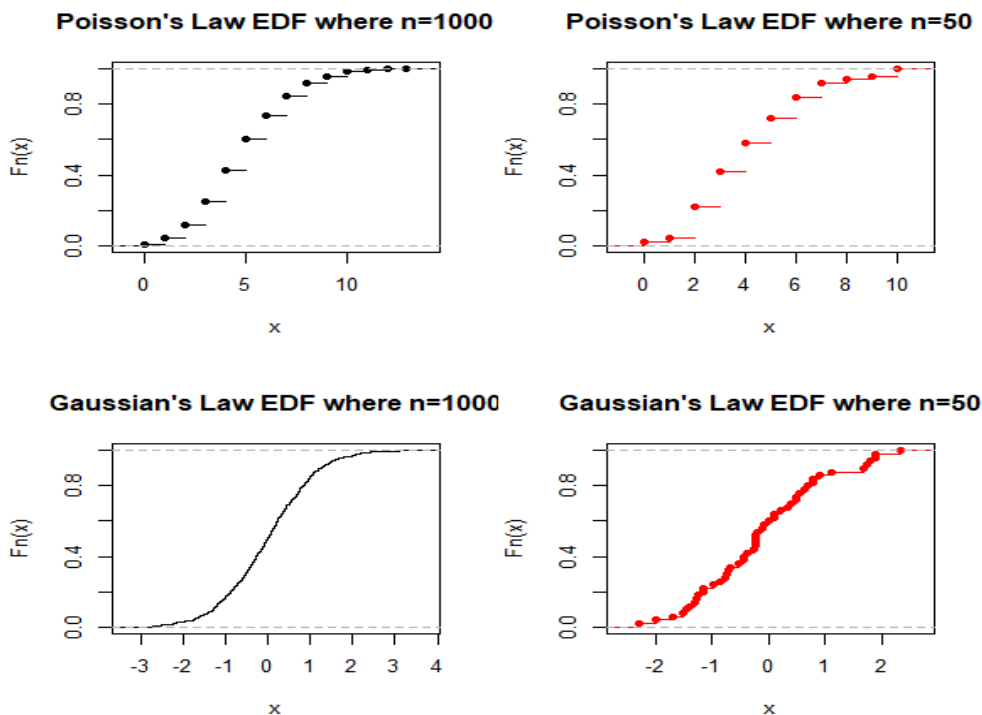 Poisson's Law EDF where n=1000
Fn(x)
0.0 0.4 0.8
0 5 10
x
Poisson's Law EDF where n=50
Fn(x)
0.0 0.4 0.8
0 2 4 6 8 10
x
Gaussian's Law EDF where n=1000
Fn(x)
0.0 0.4 0.8
-3 -2 -1 0 1 2 3 4
x
Gaussian's Law EDF where n=50
Fn(x)
0.0 0.4 0.8
-2 -1 0 1 2
x